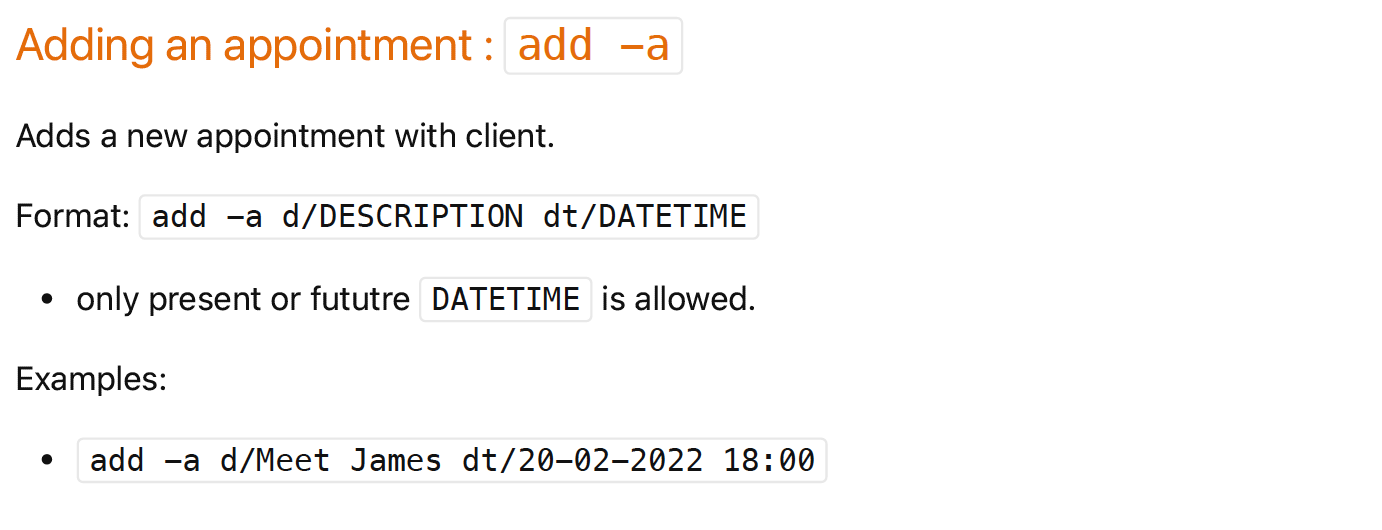 Adding an appointment : add -a
Adds a new appointment with client.
Format: add -a d/DESCRIPTION dt/DATETIME
• only present or fututre DATETIME is allowed.
Examples:
• add -a d/Meet James dt/20-02-2022 18:00